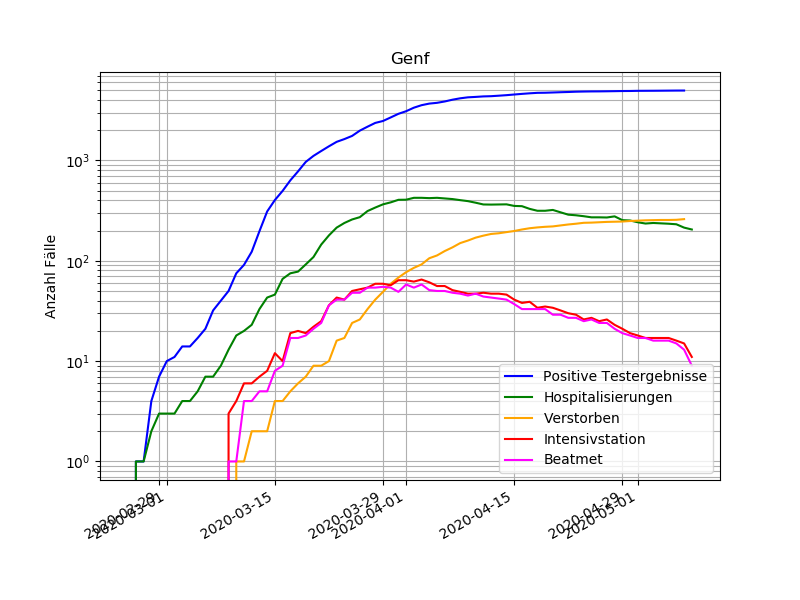 Genf
Anzahl Fälle
10³
10²
10¹
10⁰
Positive Testergebnisse
Hospitalisierungen
Verstorben
Intensivstation
Beatmet
2020-03-01
2020-03-15
2020-03-29
2020-04-01
2020-04-15
2020-04-29
2020-05-01